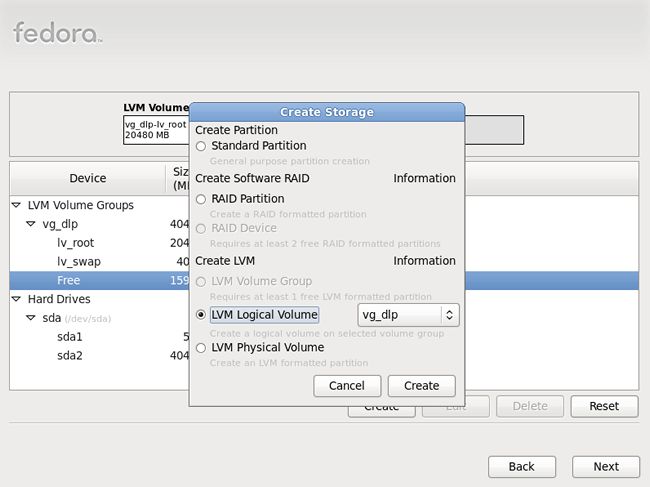 fedora
LVM Volume
vg_dlp-lv_root
20480 MB
Create Storage
Create Partition
Standard Partition
General purpose partition creation
Create Software RAID Information
RAID Partition
Create a RAID formatted partition
RAID Device
Requires at least 2 free RAID formatted partitions
Create LVM Information
LVM Volume Group
Requires at least 1 free LVM formatted partition
LVM Logical Volume vg_dlp
Create a logical volume on selected volume group
LVM Physical Volume
Create an LVM formatted partition
Cancel Create
Device
LVM Volume Groups
vg_dlp 404
lv_root 204
lv_swap 40
Free 159
Hard Drives
sda (/dev/sda)
sda1 5
sda2 404
Create Edit Delete Reset
Back Next